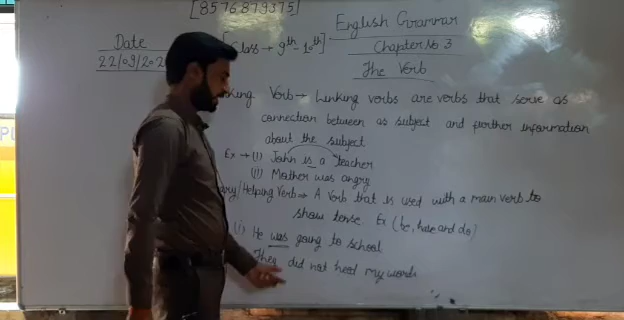 [8576879375]
English Grammar
Date [Class → 9th - 10th] Chapter No 3
22/09/202 The Verb
king Verb → Linking verbs are verbs that serve as
connection between as subject and further information
about the subject
Ex → (I) John is a teacher
(II) Mother was angry
ary/Helping Verb ⇒ A verb that is used with a main verb to
show tense. Ex (be, have and do)
(i) He was going to school
They did not heed my words